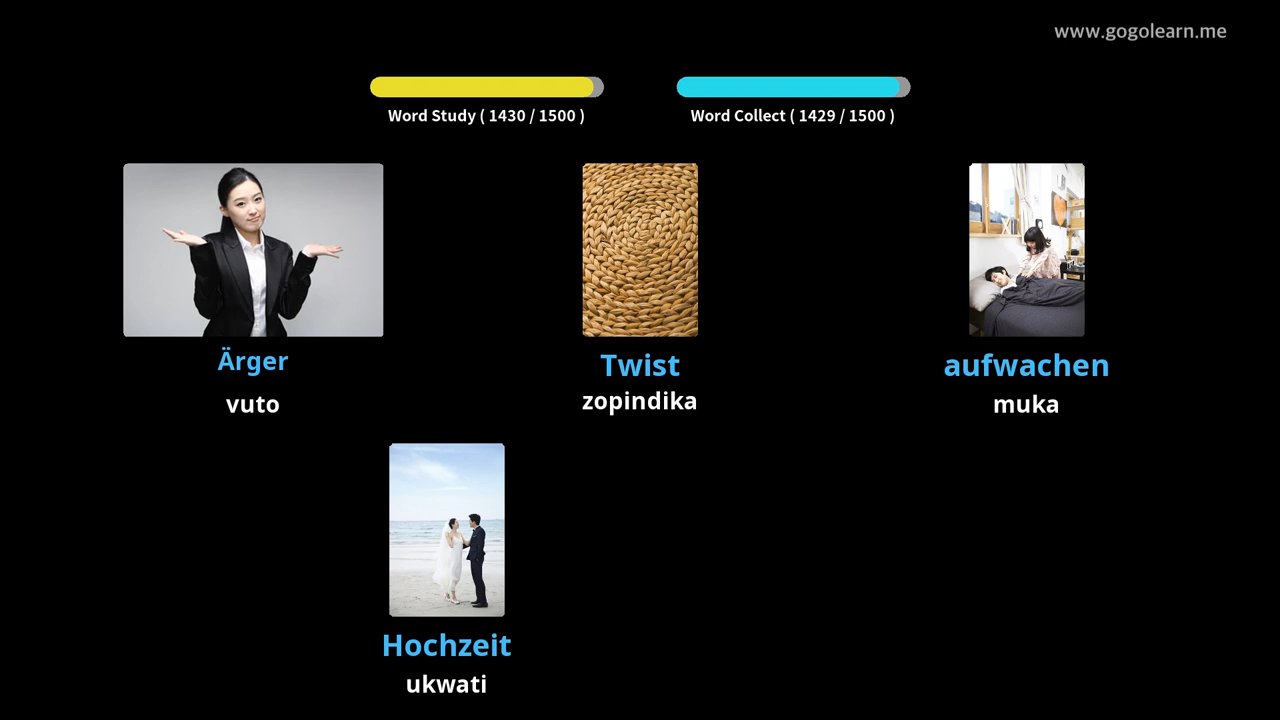 www.gogolearn.me
Word Study ( 1430 / 1500 )
Word Collect ( 1429 / 1500 )
Ärger
vuto
Twist
zopindika
aufwachen
muka
Hochzeit
ukwati